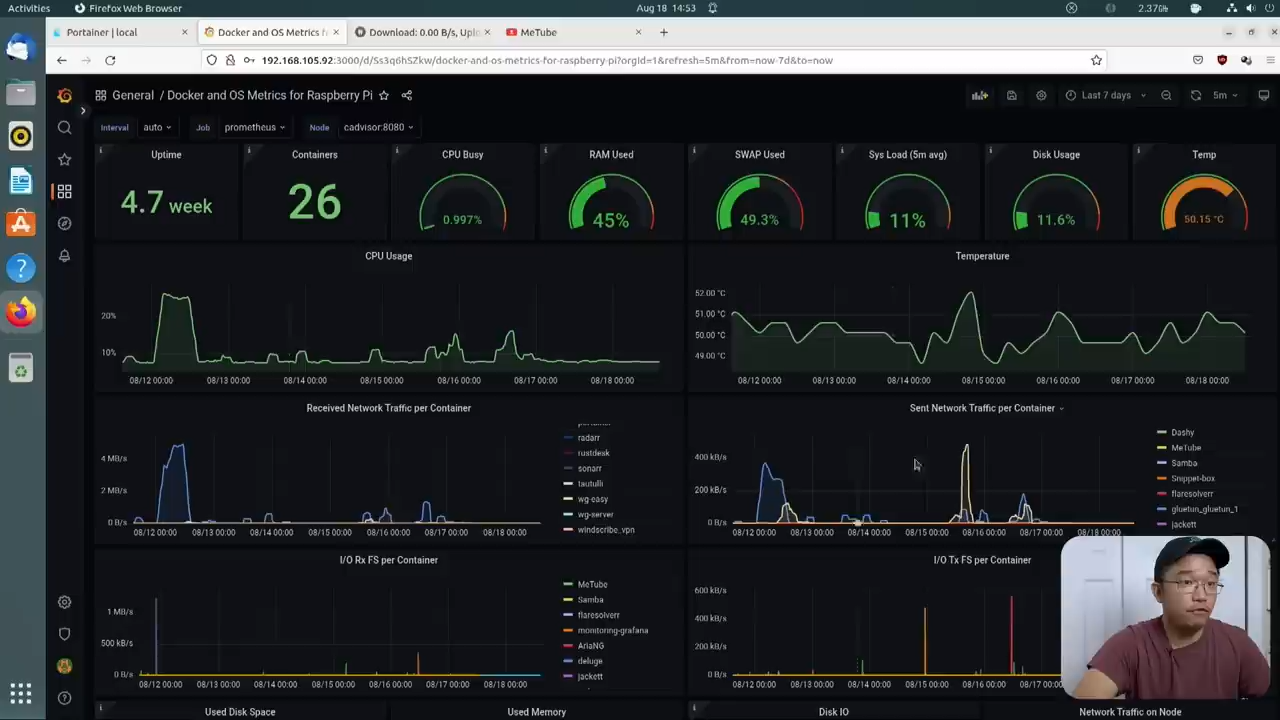 Activities
Firefox Web Browser
Aug 18 14:53
2.370%
Portainer | local
Docker and OS Metrics f
Download: 0.00 B/s, Uplo
MeTube
192.168.105.92:3000/d/Ss3q6hSZkw/docker-and-os-metrics-for-raspberry-pi?orgId=1&refresh=5m&from=now-7d&to=now
General / Docker and OS Metrics for Raspberry Pi
Last 7 days
5m
Interval auto
Job prometheus
Node cadvisor:8080
Uptime
Containers
CPU Busy
RAM Used
SWAP Used
Sys Load (5m avg)
Disk Usage
Temp
4.7 week
26
0.997%
45%
49.3%
11%
11.6%
50.15 °C
CPU Usage
20%
10%
08/12 00:00 08/13 00:00 08/14 00:00 08/15 00:00 08/16 00:00 08/17 00:00 08/18 00:00
Temperature
52.00 °C
51.00 °C
50.00 °C
49.00 °C
08/12 00:00 08/13 00:00 08/14 00:00 08/15 00:00 08/16 00:00 08/17 00:00 08/18 00:00
Received Network Traffic per Container
4 MB/s
2 MB/s
0 B/s
08/12 00:00 08/13 00:00 08/14 00:00 08/15 00:00 08/16 00:00 08/17 00:00 08/18 00:00
radarr
rustdesk
sonarr
tautulli
wg-easy
wg-server
windscribe_vpn
Sent Network Traffic per Container
400 kB/s
200 kB/s
0 B/s
08/12 00:00 08/13 00:00 08/14 00:00 08/15 00:00 08/16 00:00 08/17 00:00 08/18 00:00
Dashy
MeTube
Samba
Snippet-box
flaresolverr
gluetun_gluetun_1
jackett
I/O Rx FS per Container
1 MB/s
500 kB/s
0 B/s
08/12 00:00 08/13 00:00 08/14 00:00 08/15 00:00 08/16 00:00 08/17 00:00 08/18 00:00
MeTube
Samba
flaresolverr
monitoring-grafana
AriaNG
deluge
jackett
I/O Tx FS per Container
600 kB/s
400 kB/s
200 kB/s
0 B/s
08/12 00:00 08/13 00:00 08/14 00:00 08/15 00:00 08/16 00:00
Used Disk Space
Used Memory
Disk IO
Network Traffic on Node